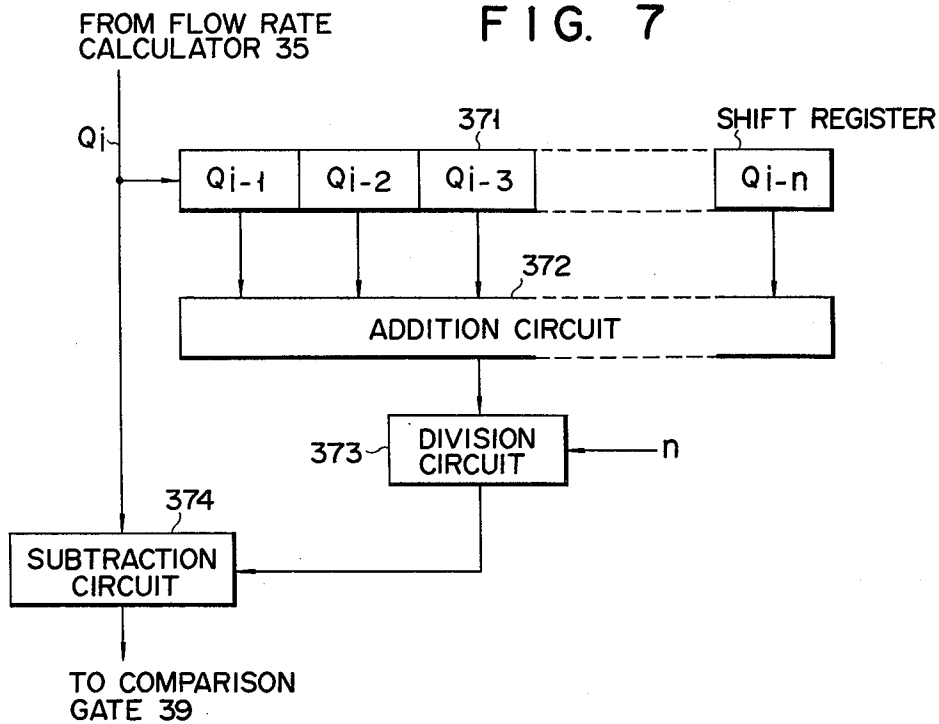 FIG. 7
FROM FLOW RATE
CALCULATOR 35
Qi
371
SHIFT REGISTER
Qi-1 Qi-2 Qi-3 Qi-n
372
ADDITION CIRCUIT
373
DIVISION
CIRCUIT
n
374
SUBTRACTION
CIRCUIT
TO COMPARISON
GATE 39